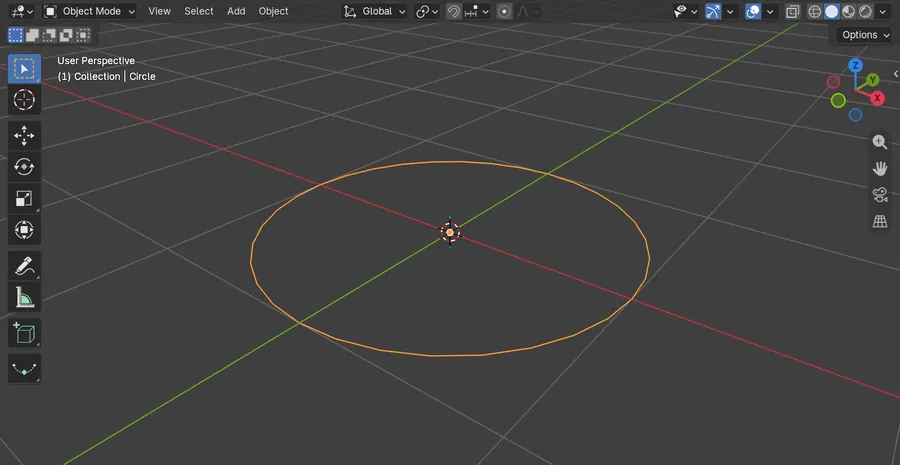 Object Mode View Select Add Object Global
Options
User Perspective
(1) Collection | Circle
Z
Y
X